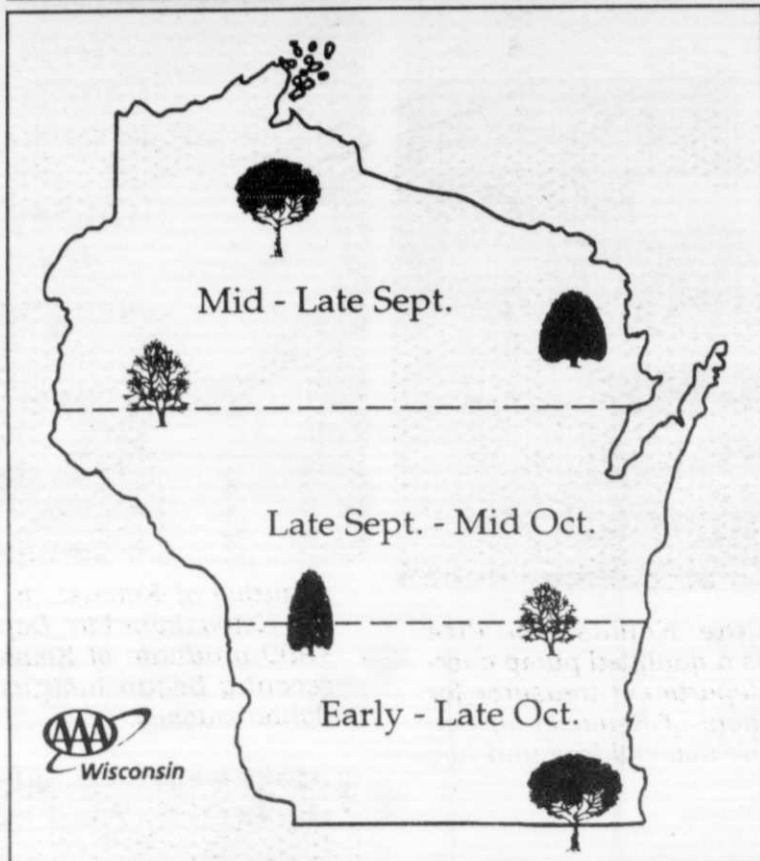 Mid - Late Sept.
Late Sept. - Mid Oct.
Early - Late Oct.
AAA
Wisconsin